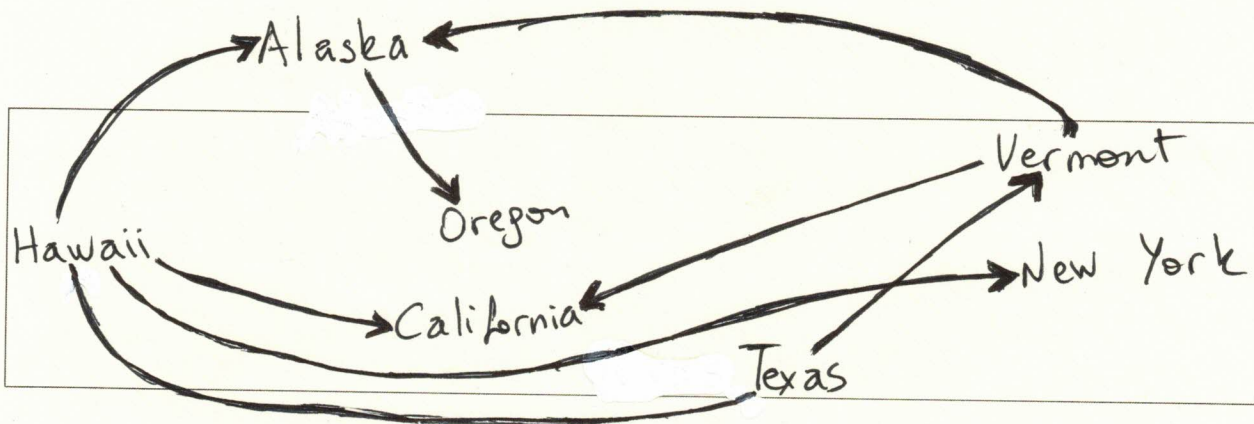 Alaska
Vermont
Oregon
Hawaii
New York
California
Texas